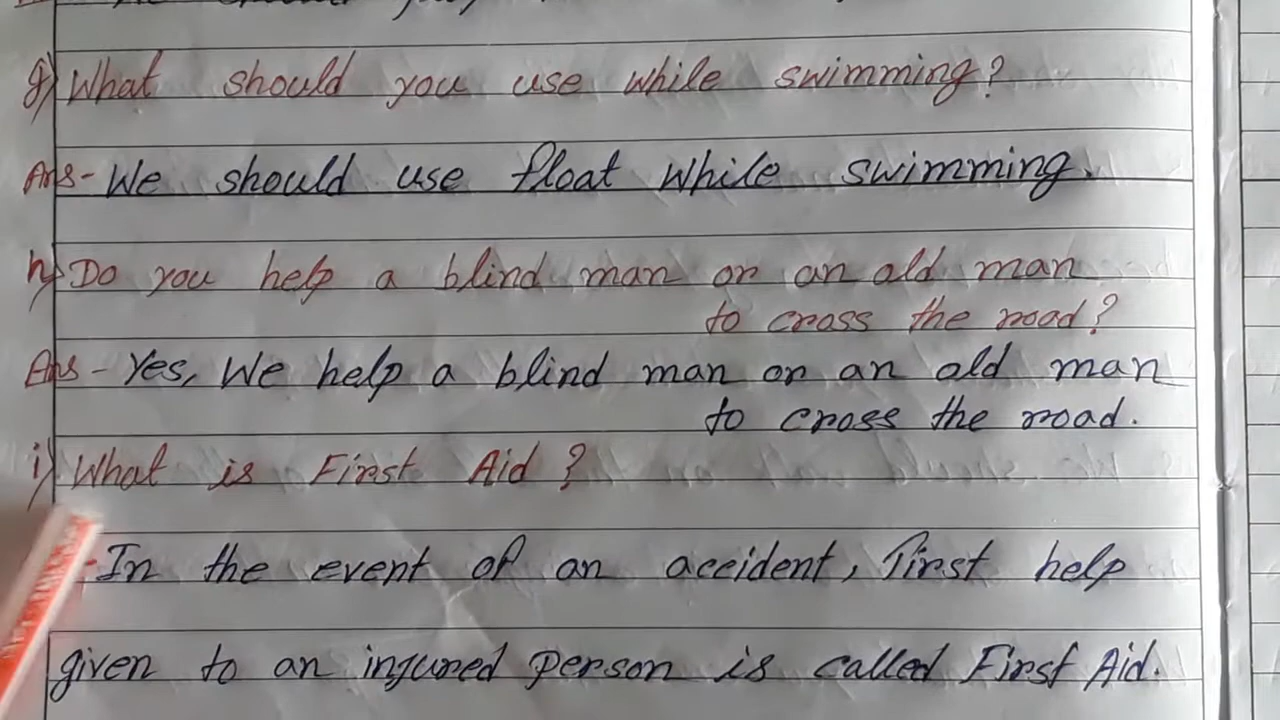 g) What should you use while swimming?
Ans- We should use float while swimming.
h) Do you help a blind man or an old man
to cross the road?
Ans- Yes, We help a blind man or an old man
to cross the road.
i) What is First Aid?
-In the event of an accident, First help
given to an injured person is called First Aid.